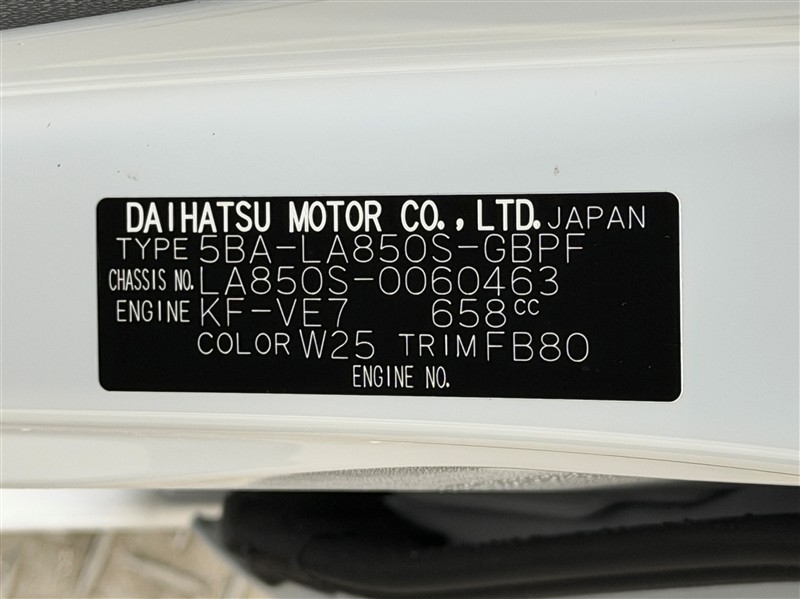 DAIHATSU MOTOR CO., LTD. JAPAN
TYPE 5BA-LA850S-GBPF
CHASSIS NO. LA850S-0060463
ENGINE KF-VE7 658cc
COLOR W25 TRIM FB80
ENGINE NO.